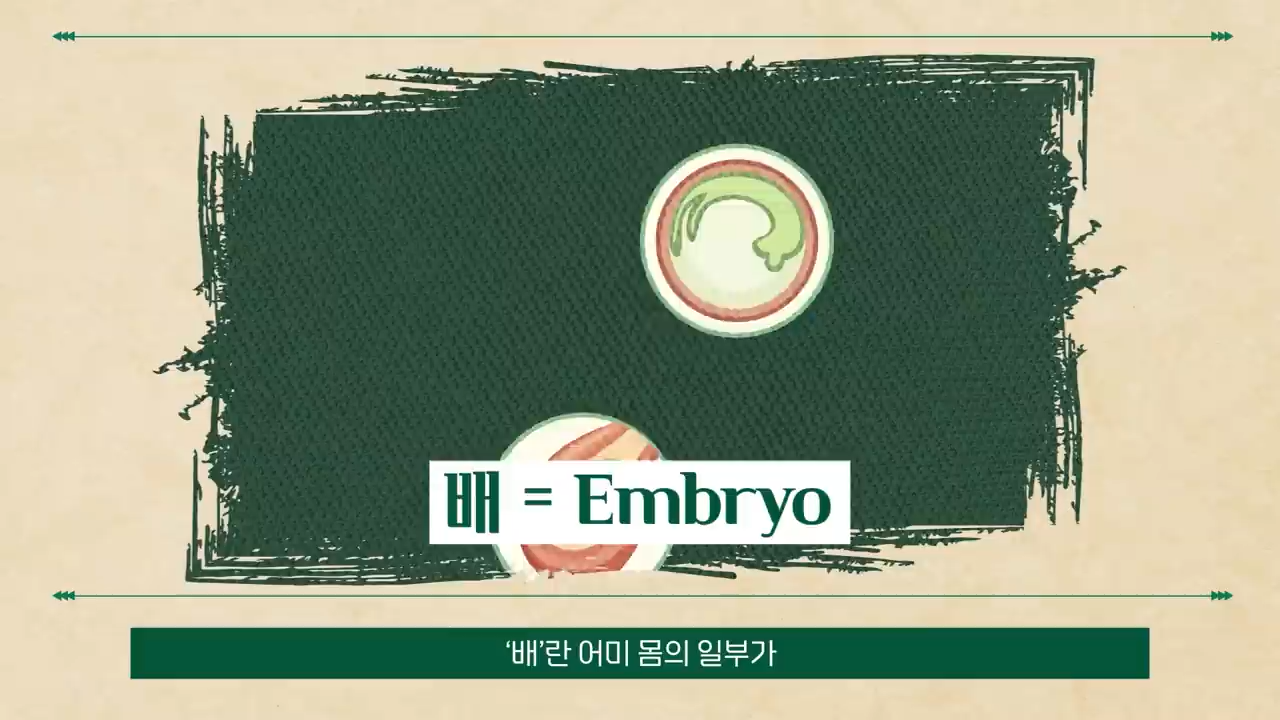 배 = Embryo
‘배’란 어미 몸의 일부가